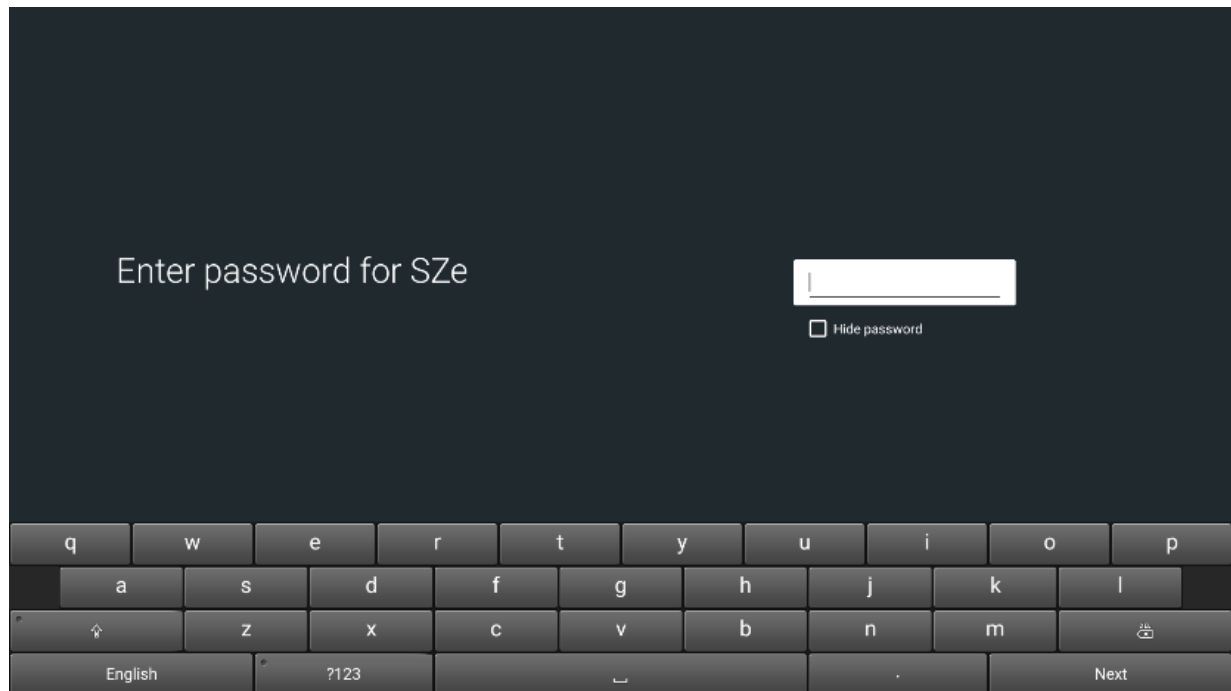 Enter password for SZe
Hide password
q w e r t y u i o p
a s d f g h j k l
z x c v b n m
English ?123 . Next